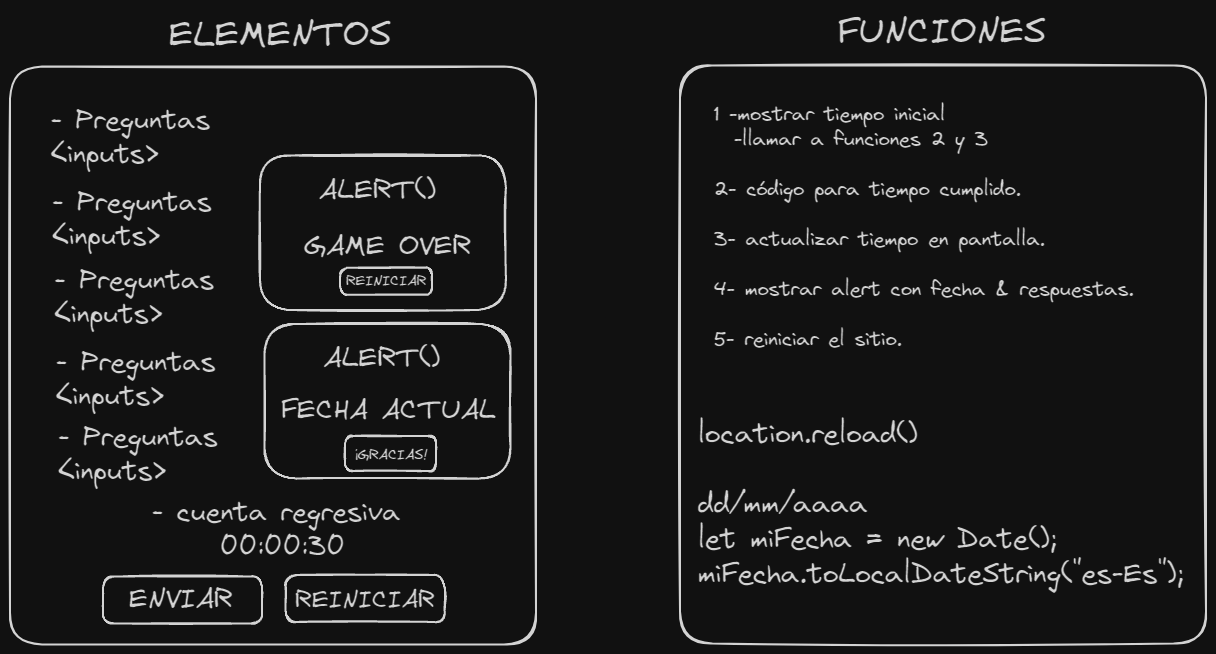 ELEMENTOS
- Preguntas
<inputs>
- Preguntas
<inputs>
- Preguntas
<inputs>
- Preguntas
<inputs>
- Preguntas
<inputs>
ALERT()
GAME OVER
REINICIAR
ALERT()
FECHA ACTUAL
¡GRACIAS!
- cuenta regresiva
00:00:30
ENVIAR
REINICIAR
FUNCIONES
1 -mostrar tiempo inicial
-llamar a funciones 2 y 3
2- código para tiempo cumplido.
3- actualizar tiempo en pantalla.
4- mostrar alert con fecha & respuestas.
5- reiniciar el sitio.
location.reload()
dd/mm/aaaa
let miFecha = new Date();
miFecha.toLocalDateString("es-Es");